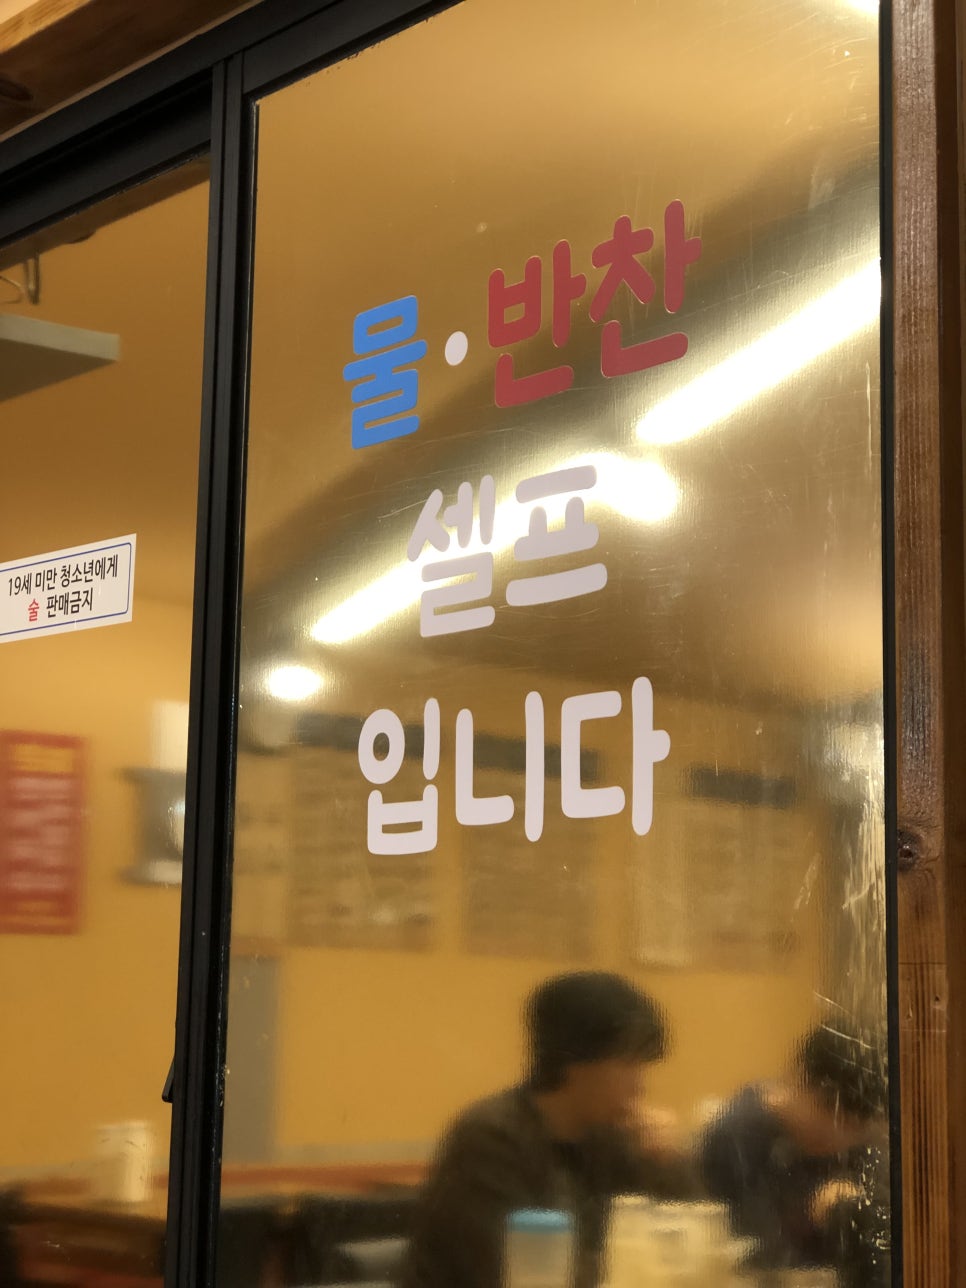 물·반찬
셀프
입니다
19세 미만 청소년에게
술 판매금지